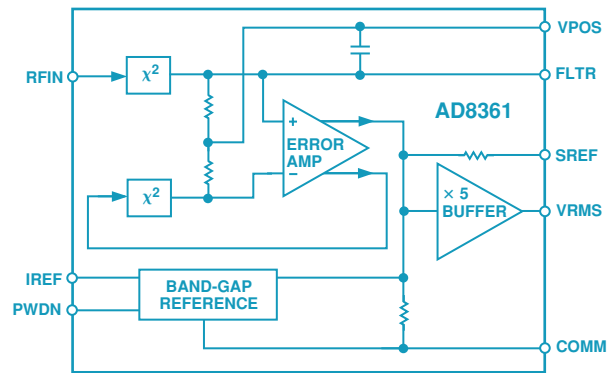 VPOS
RFIN
χ2
FLTR
AD8361
+
ERROR
AMP
−
SREF
χ2
× 5
BUFFER
VRMS
IREF
BAND-GAP
REFERENCE
PWDN
COMM